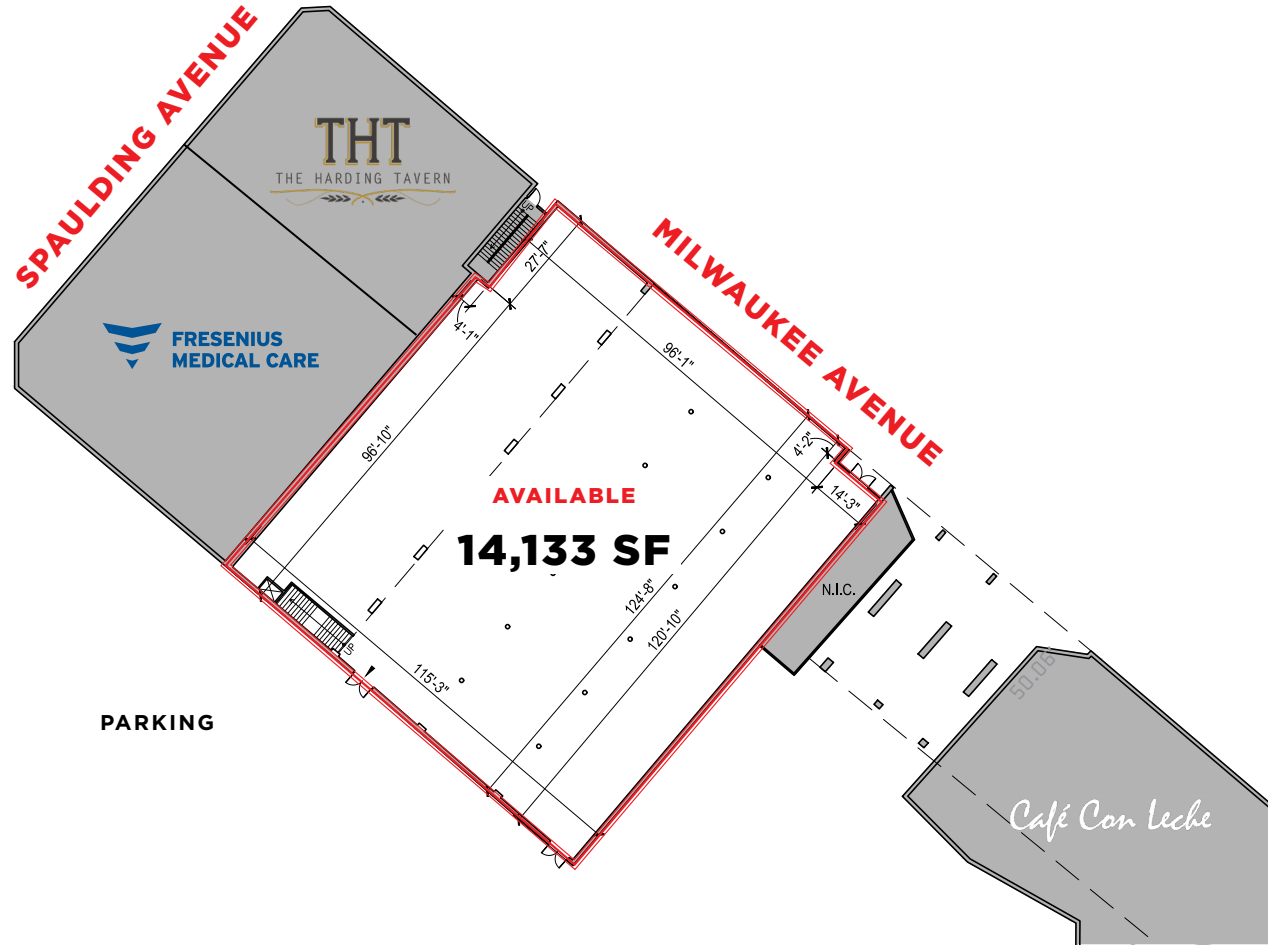 SPAULDING AVENUE
THT
THE HARDING TAVERN
UP
27'-7"
MILWAUKEE AVENUE
FRESENIUS
MEDICAL CARE
4'-1"
96'-1"
96'-10"
4'-2"
AVAILABLE
14'-3"
14,133 SF
124'-8"
N.I.C.
120'-10"
UP
115'-3"
50.06
PARKING
Café Con Leche